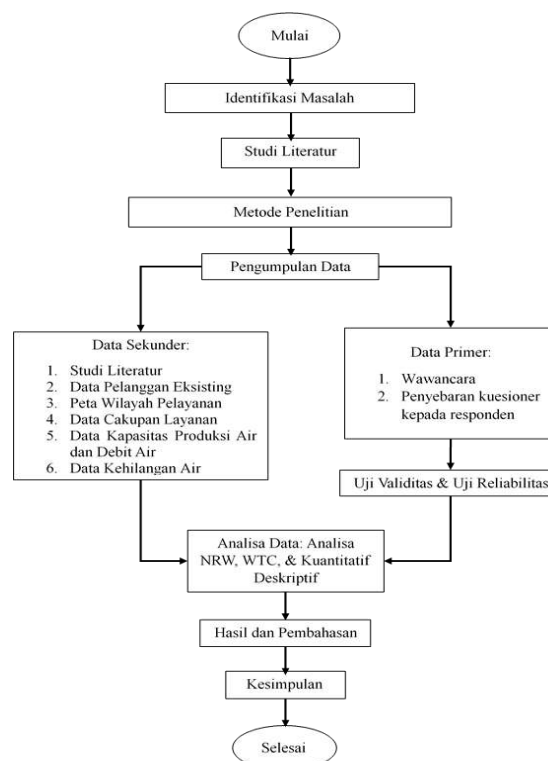 Mulai
Identifikasi Masalah
Studi Literatur
Metode Penelitian
Pengumpulan Data
Data Sekunder:
1. Studi Literatur
2. Data Pelanggan Eksisting
3. Peta Wilayah Pelayanan
4. Data Cakupan Layanan
5. Data Kapasitas Produksi Air
dan Debit Air
6. Data Kehilangan Air
Data Primer:
1. Wawancara
2. Penyebaran kuesioner
kepada responden
Uji Validitas & Uji Reliabilitas
Analisa Data: Analisa
NRW, WTC, & Kuantitatif
Deskriptif
Hasil dan Pembahasan
Kesimpulan
Selesai